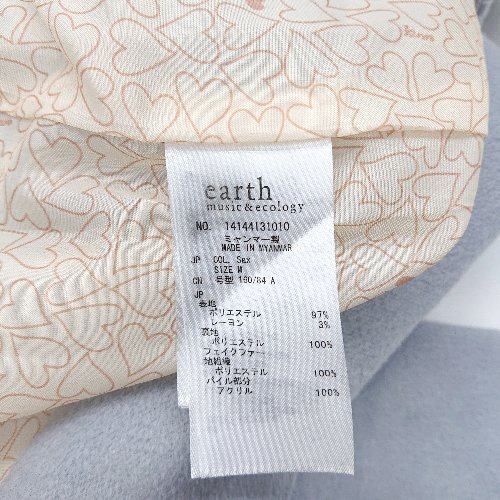 earth
music&ecology
NO. 14144L31010
ミャンマー製
MADE IN MYANMAR
JP COL. Sax
SIZE M
CN 号型 160/84 A
JP
表地
ポリエステル 97%
レーヨン 3%
裏地
ポリエステル 100%
フェイクファー
地組織
ポリエステル 100%
パイル部分
アクリル 100%